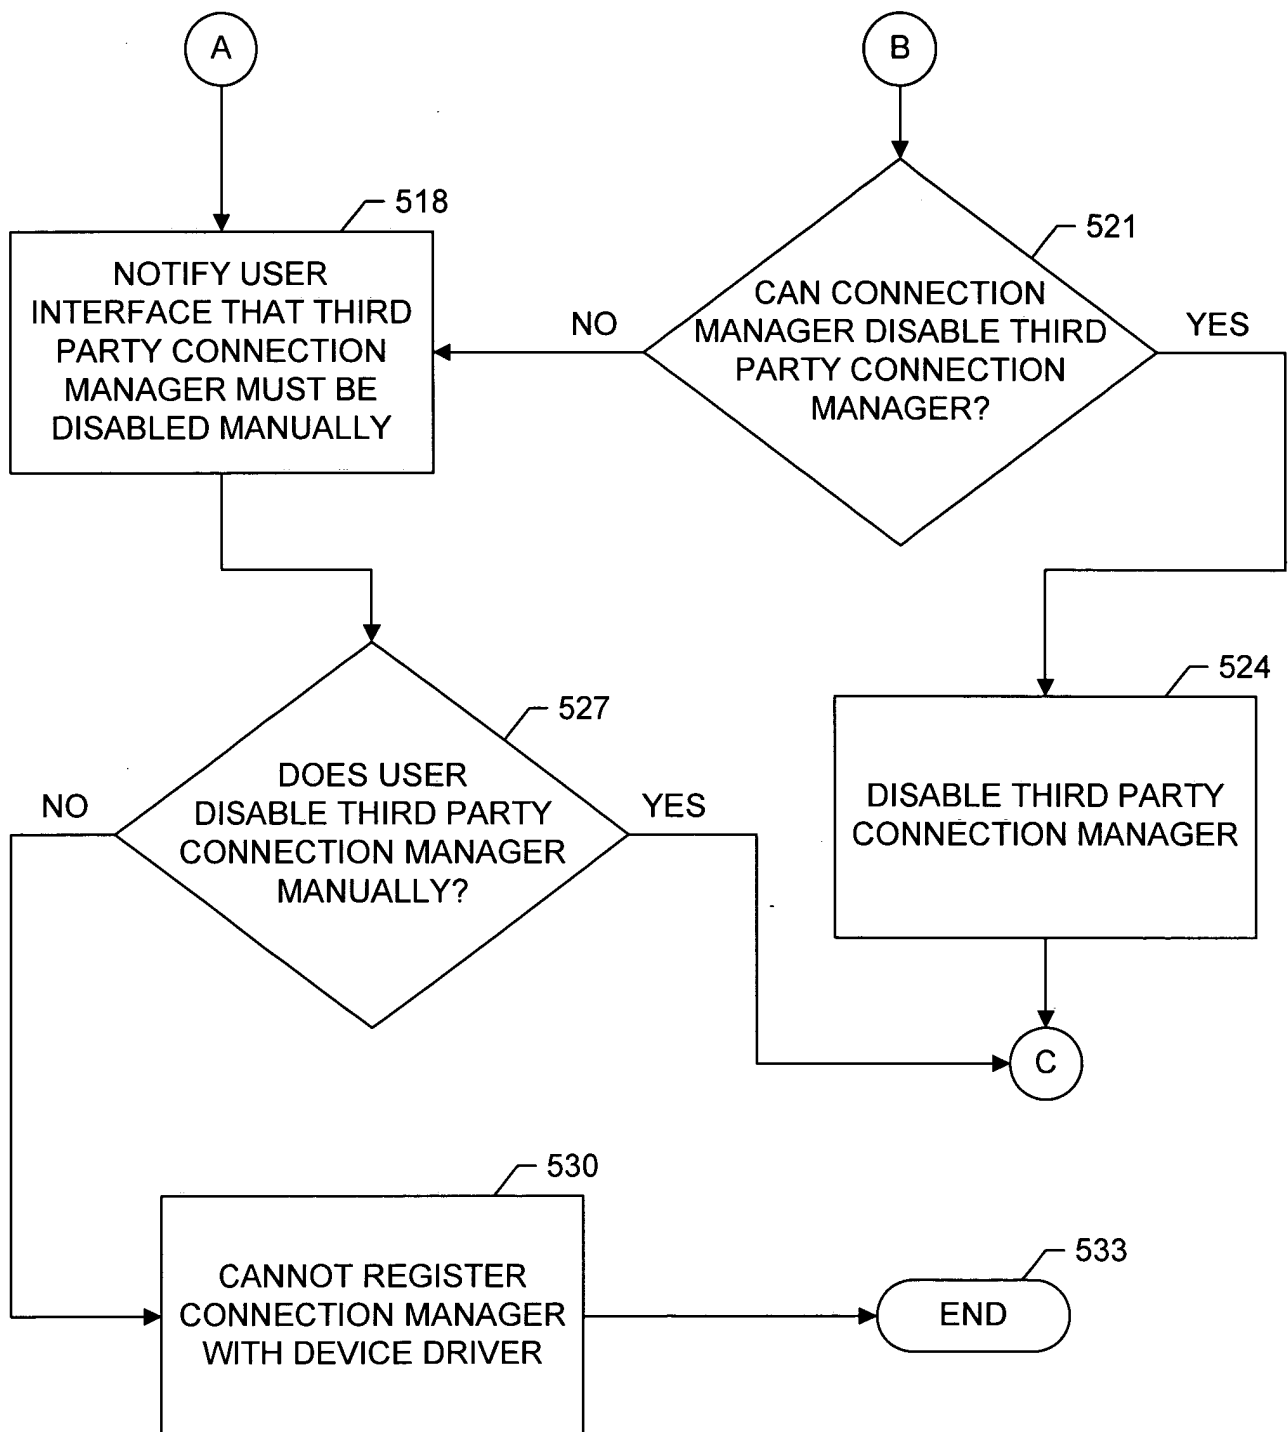 A
B
518
NOTIFY USER
INTERFACE THAT THIRD
PARTY CONNECTION
MANAGER MUST BE
DISABLED MANUALLY
521
CAN CONNECTION
MANAGER DISABLE THIRD
PARTY CONNECTION
MANAGER?
NO
YES
527
DOES USER
DISABLE THIRD PARTY
CONNECTION MANAGER
MANUALLY?
NO
YES
524
DISABLE THIRD PARTY
CONNECTION MANAGER
C
530
CANNOT REGISTER
CONNECTION MANAGER
WITH DEVICE DRIVER
533
END